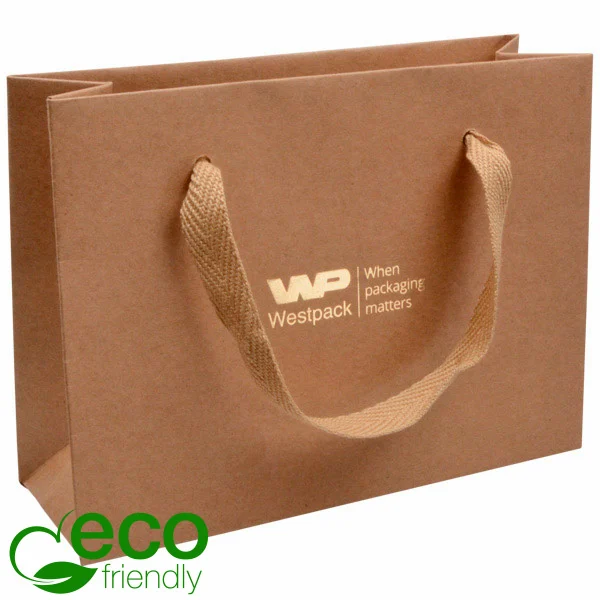 WP
Westpack
When
packaging
matters
eco
friendly